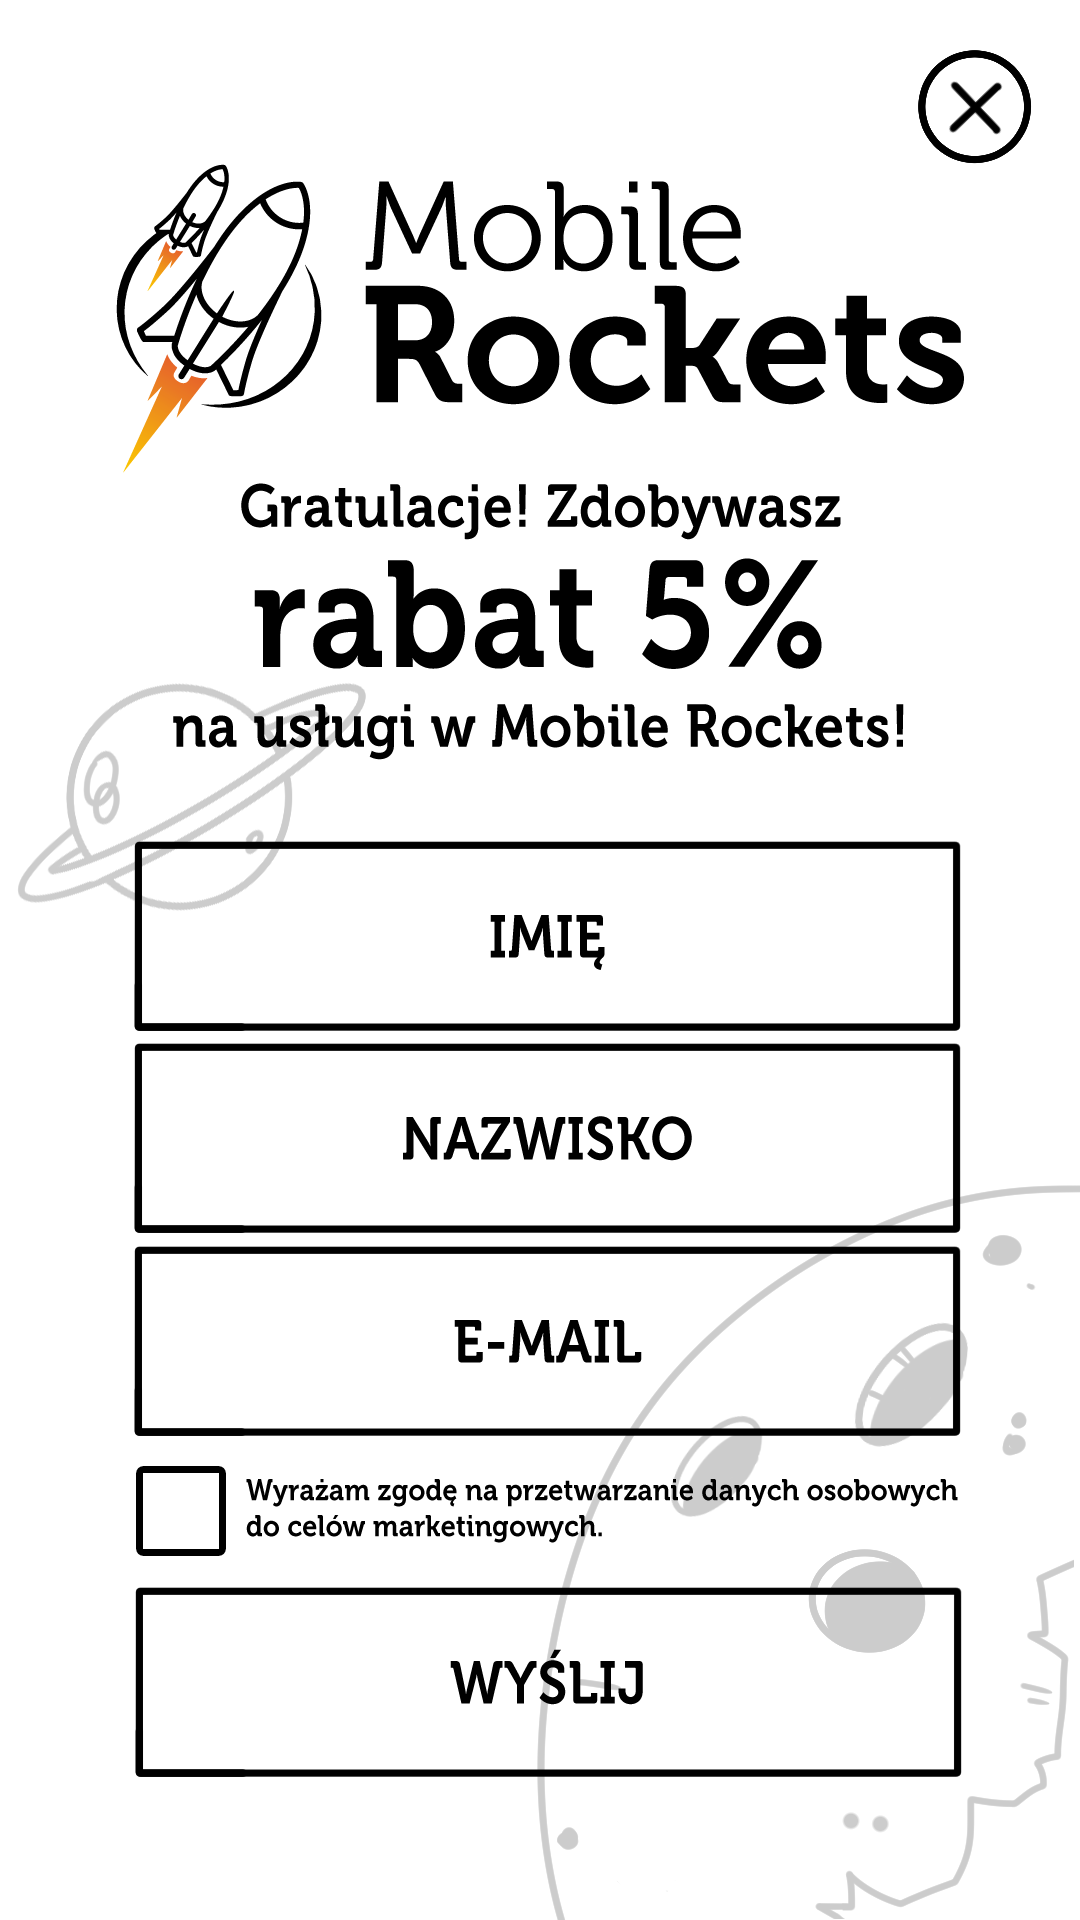 Mobile
Rockets
Gratulacje! Zdobywasz
rabat 5%
na usługi w Mobile Rockets!
IMIĘ
NAZWISKO
E-MAIL
Wyrażam zgodę na przetwarzanie danych osobowych
do celów marketingowych.
WYŚLIJ